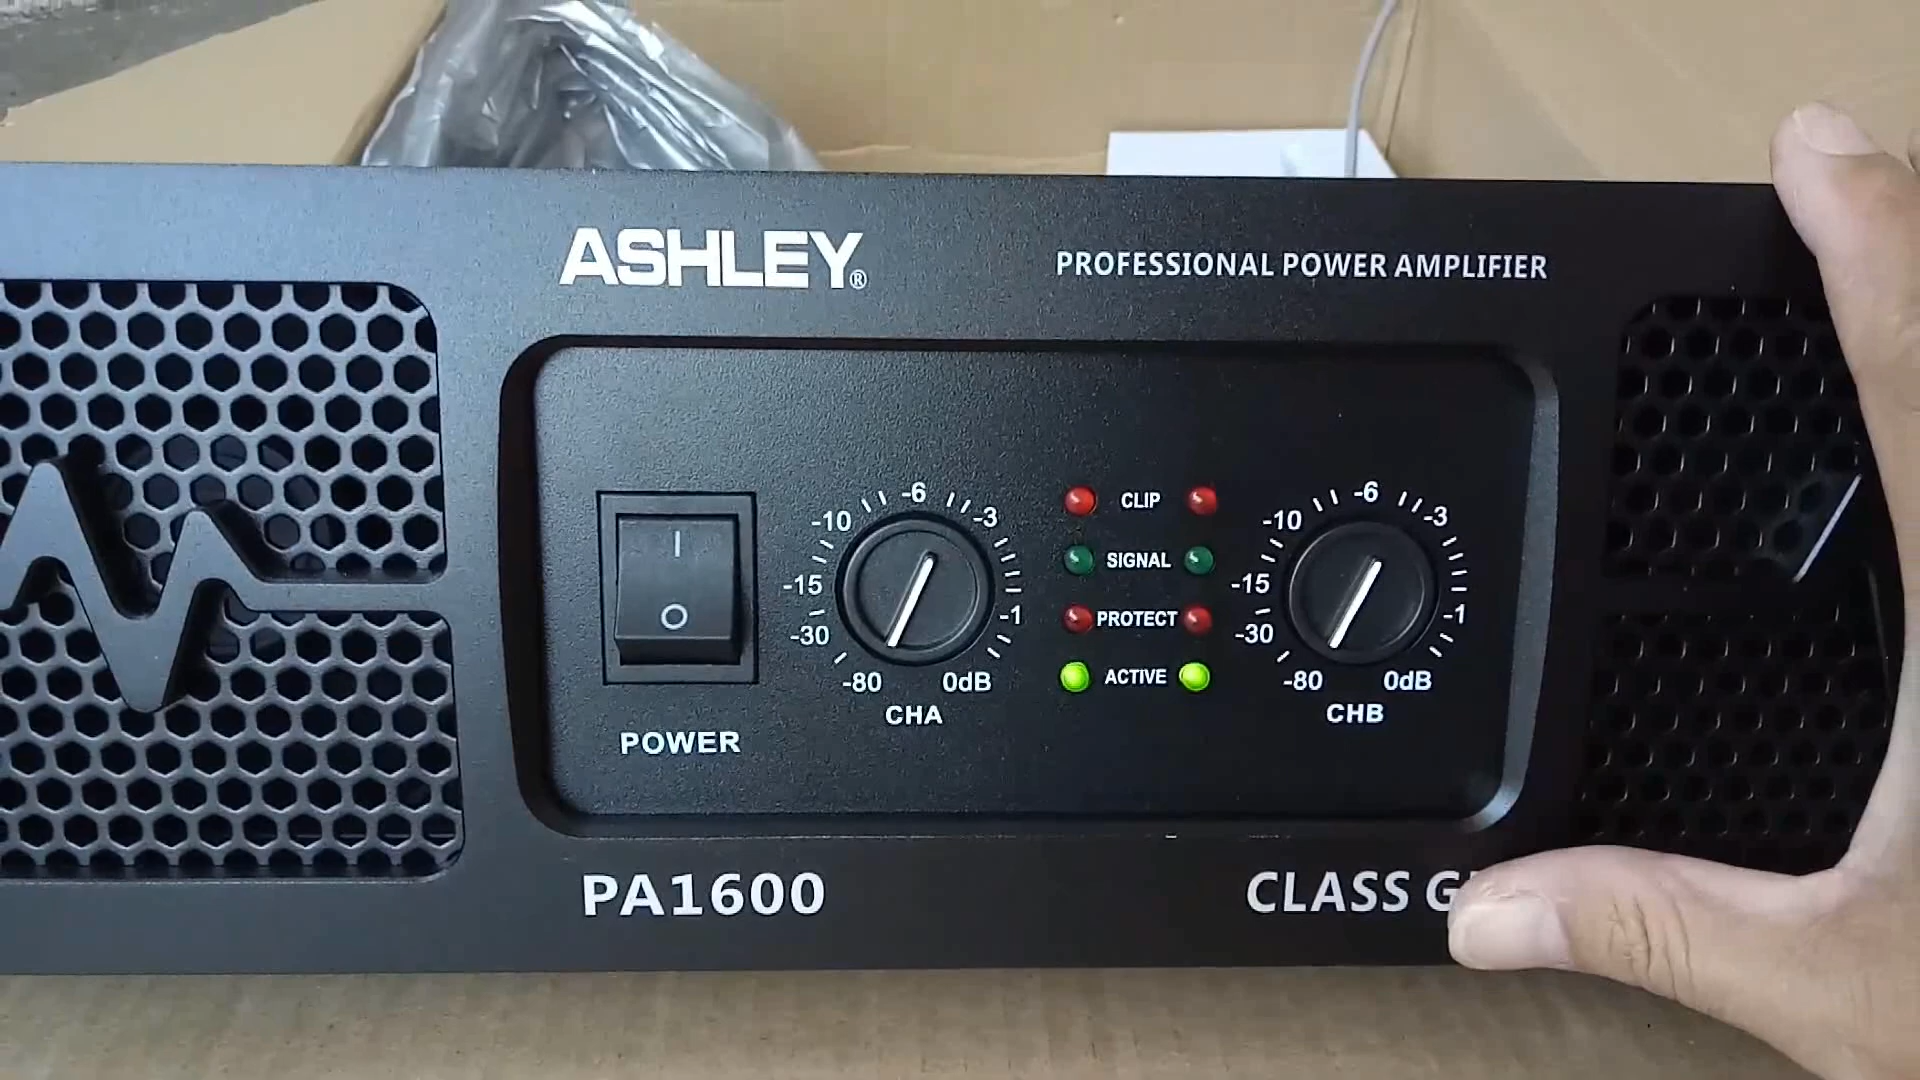 ASHLEY®
PROFESSIONAL POWER AMPLIFIER
I
O
POWER
-6
-10
-3
-15
-1
-30
-80
0dB
CHA
CLIP
SIGNAL
PROTECT
ACTIVE
-6
-10
-3
-15
-1
-30
-80
0dB
CHB
PA1600
CLASS